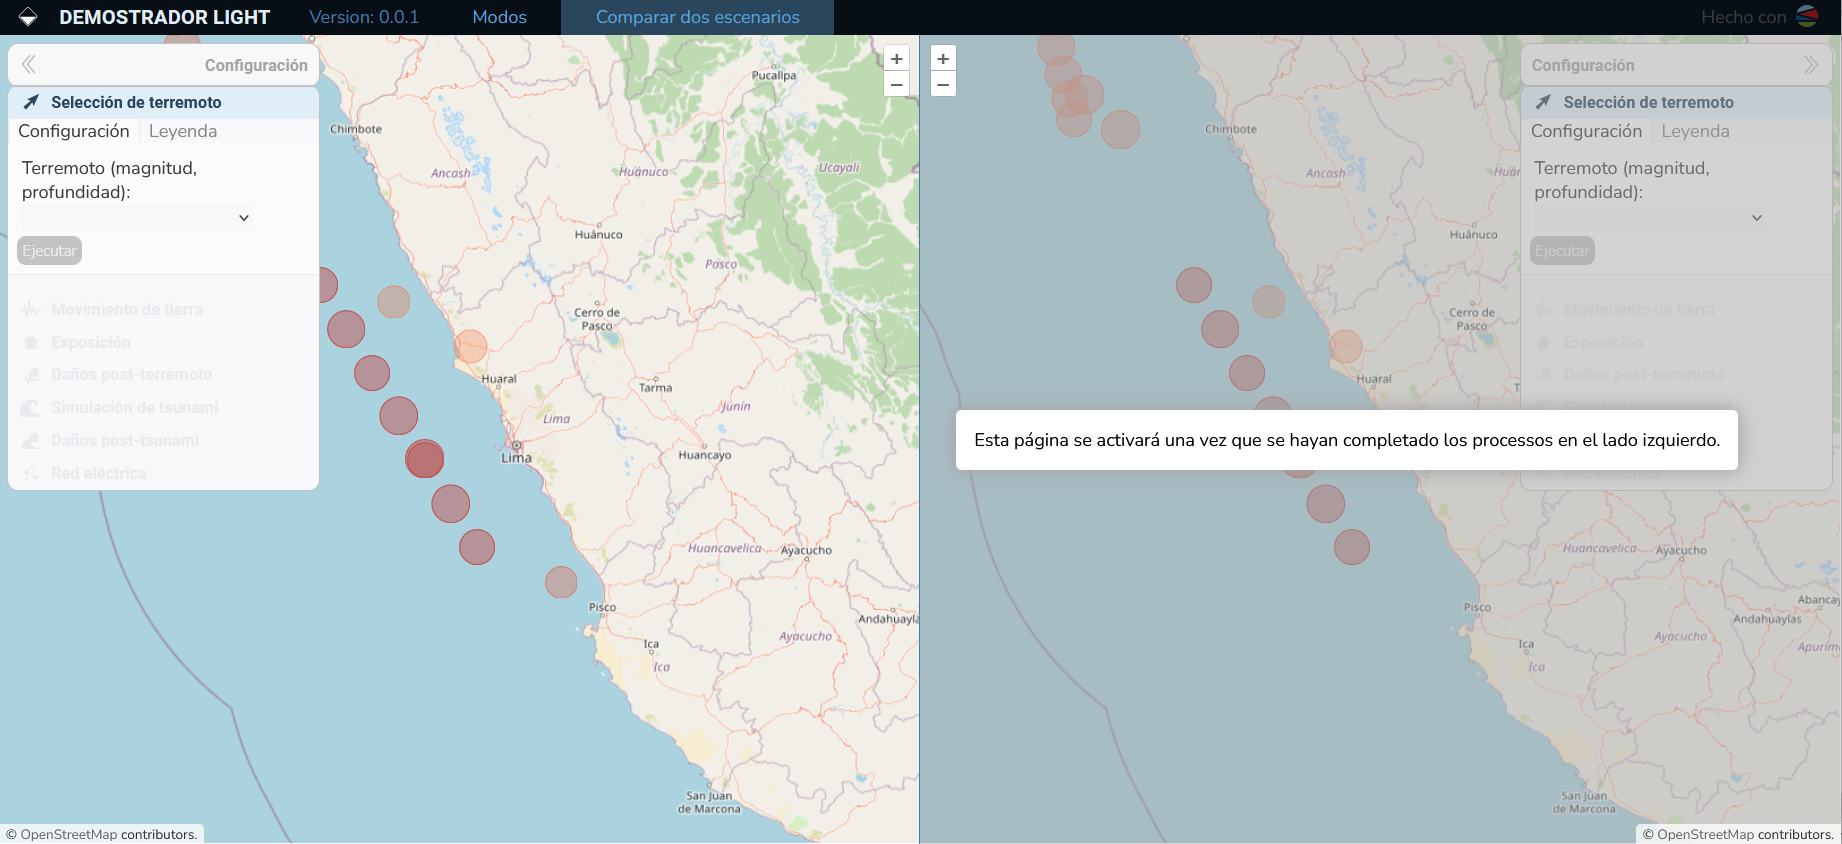 DEMOSTRADOR LIGHT
Version: 0.0.1
Modos
Comparar dos escenarios
Hecho con
Configuración
Selección de terremoto
Configuración
Leyenda
Terremoto (magnitud,
profundidad):
Ejecutar
Movimiento de tierra
Exposición
Daños post-terremoto
Simulación de tsunami
Daños post-tsunami
Red eléctrica
+
−
Pucallpa
Chimbote
Ancash
Huánuco
Ucayali
Huánuco
Pasco
Cerro de
Pasco
Huaral
Tarma
Junín
Lima
Lima
Huancayo
Huancavelica
Ayacucho
Pisco
Andahuayla
Ica
Ica
Ayacucho
San Juan
de Marcona
© OpenStreetMap contributors.
+
−
Configuración
Selección de terremoto
Configuración
Leyenda
Terremoto (magnitud,
profundidad):
Ejecutar
Movimiento de tierra
Exposición
Daños post-terremoto
Chimbote
Ancash
Huánuco
Huánuco
Cerro de
Pasco
Huaral
Esta página se activará una vez que se hayan completado los processos en el lado izquierdo.
Red eléctrica
Huancavelica
Ayacucho
Pisco
Abancay
Andahuaylas
Ica
Ica
Ayacucho
Apurím
San Juan
de Marcona
© OpenStreetMap contributors.